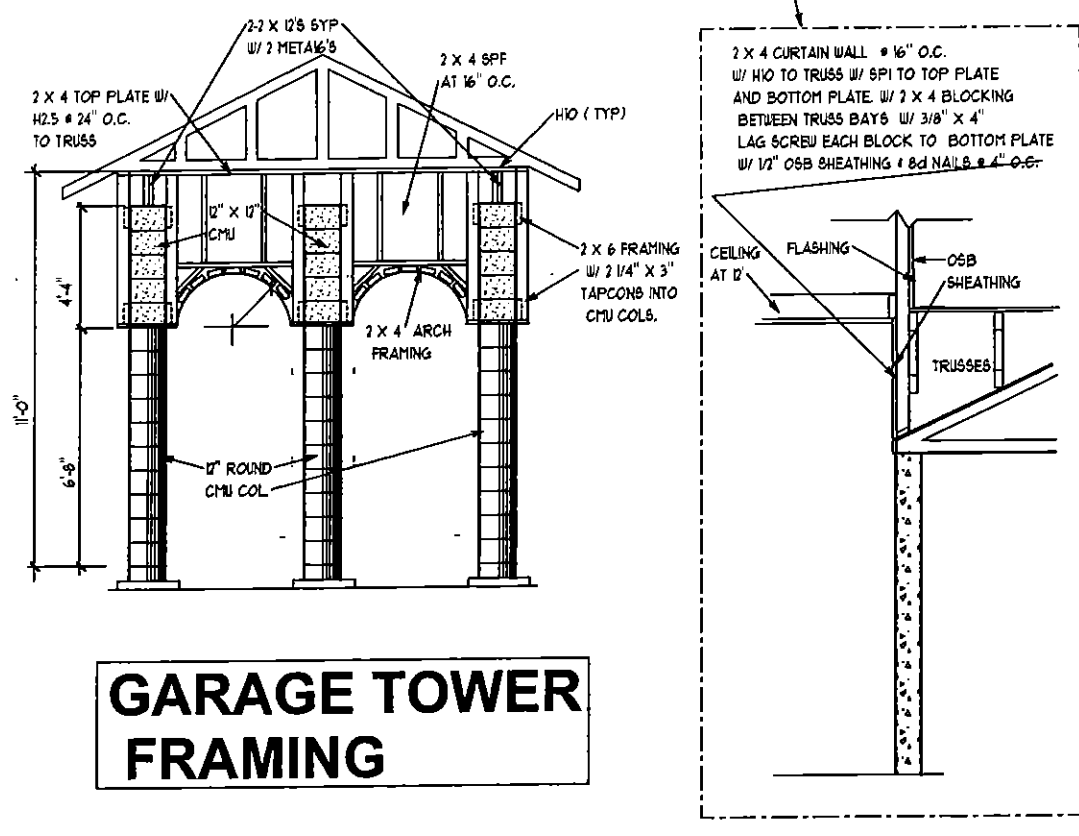 2-2 X 12'S SYP
W/ 2 META16'S
2 X 4 SPF
AT 16" O.C.
2 X 4 TOP PLATE W/
H2.5 @ 24" O.C.
TO TRUSS
H10 ( TYP )
12" X 12"
CMU
2 X 6 FRAMING
W/ 2 1/4" X 3"
TAPCONS INTO
CMU COLS.
4'-4"
2 X 4 ARCH
FRAMING
11'-0"
6'-8"
12" ROUND
CMU COL
GARAGE TOWER
FRAMING
2 X 4 CURTAIN WALL @ 16" O.C.
W/ H10 TO TRUSS W/ SP1 TO TOP PLATE
AND BOTTOM PLATE. W/ 2 X 4 BLOCKING
BETWEEN TRUSS BAYS W/ 3/8" X 4"
LAG SCREW EACH BLOCK TO BOTTOM PLATE
W/ 1/2" OSB SHEATHING & 8d NAILS @ 4" O.C.
CEILING
AT 12'
FLASHING
OSB
SHEATHING
TRUSSES